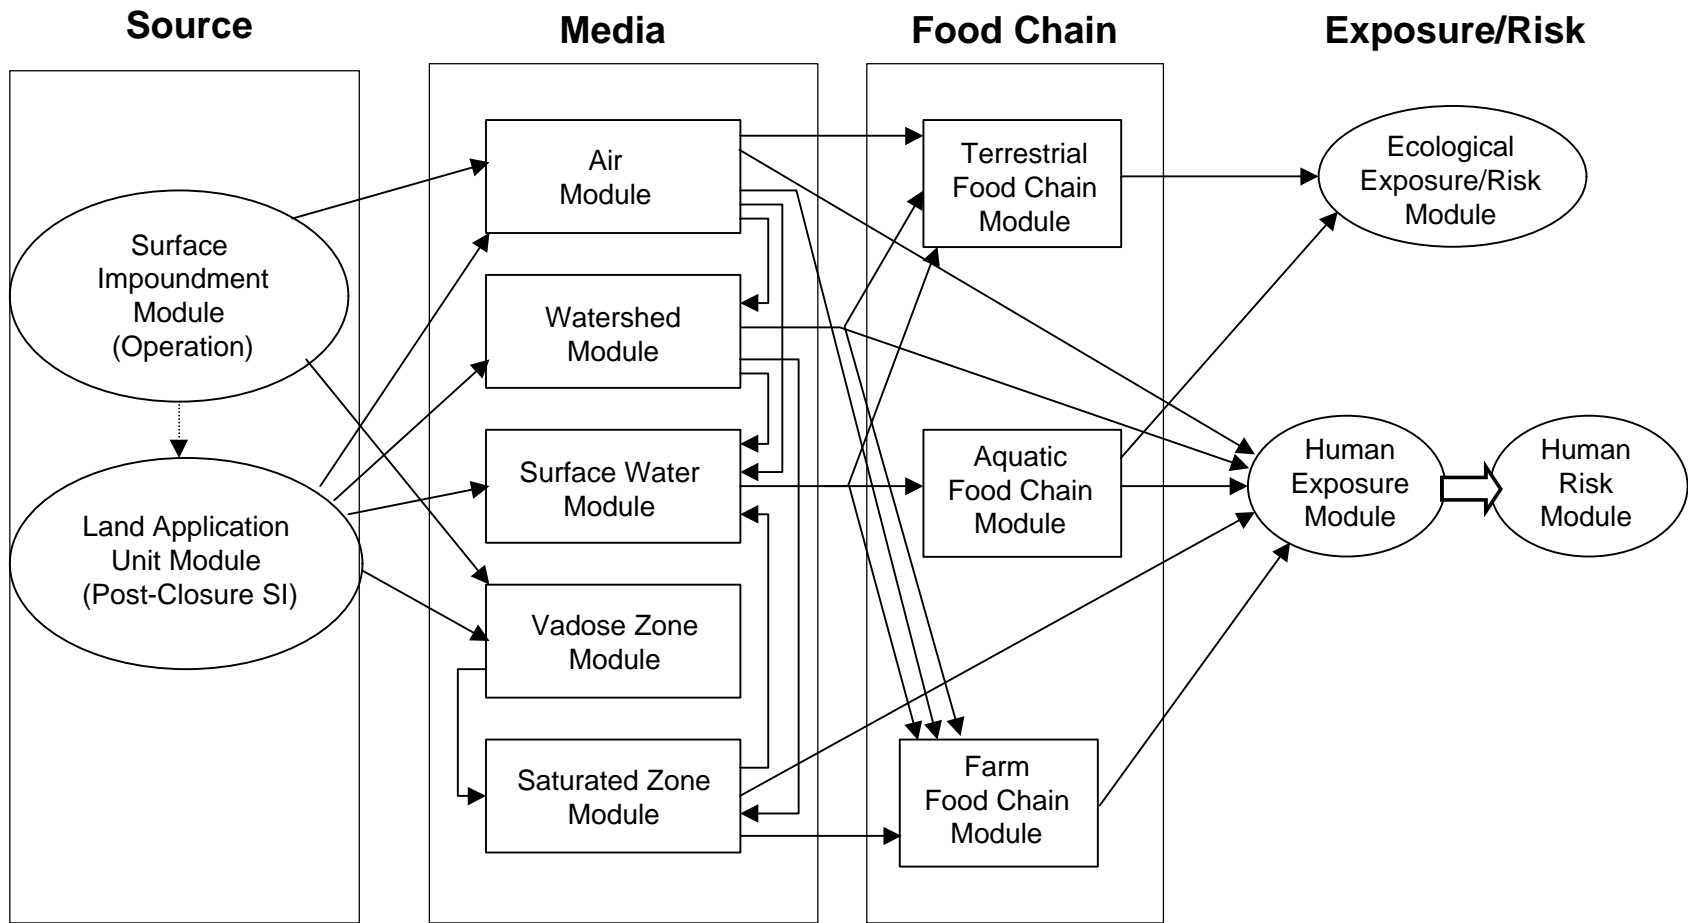 Source
Media
Food Chain
Exposure/Risk
Surface
Impoundment
Module
(Operation)
Land Application
Unit Module
(Post-Closure SI)
Air
Module
Watershed
Module
Surface Water
Module
Vadose Zone
Module
Saturated Zone
Module
Terrestrial
Food Chain
Module
Aquatic
Food Chain
Module
Farm
Food Chain
Module
Ecological
Exposure/Risk
Module
Human
Exposure
Module
Human
Risk
Module